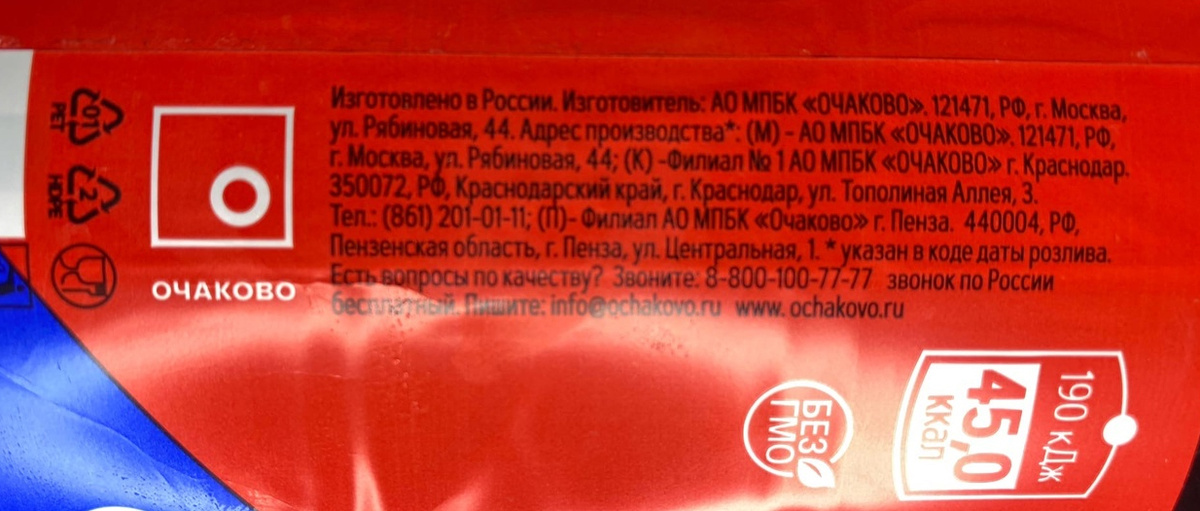 01
PET
2
HDPE
ОЧАКОВО
Изготовлено в России. Изготовитель: АО МПБК «ОЧАКОВО». 121471, РФ, г. Москва,
ул. Рябиновая, 44. Адрес производства*: (М) - АО МПБК «ОЧАКОВО». 121471, РФ,
г. Москва, ул. Рябиновая, 44; (К) -Филиал № 1 АО МПБК «ОЧАКОВО» г. Краснодар.
350072, РФ, Краснодарский край, г. Краснодар, ул. Тополиная Аллея, 3.
Тел.: (861) 201-01-11; (П)- Филиал АО МПБК «Очаково» г. Пенза. 440004, РФ,
Пензенская область, г. Пенза, ул. Центральная, 1. * указан в коде даты розлива.
Есть вопросы по качеству? Звоните: 8-800-100-77-77 звонок по России
бесплатный. Пишите: info@ochakovo.ru www. ochakovo.ru
БЕЗ
ГМО
190 кДж
45,0
ккал